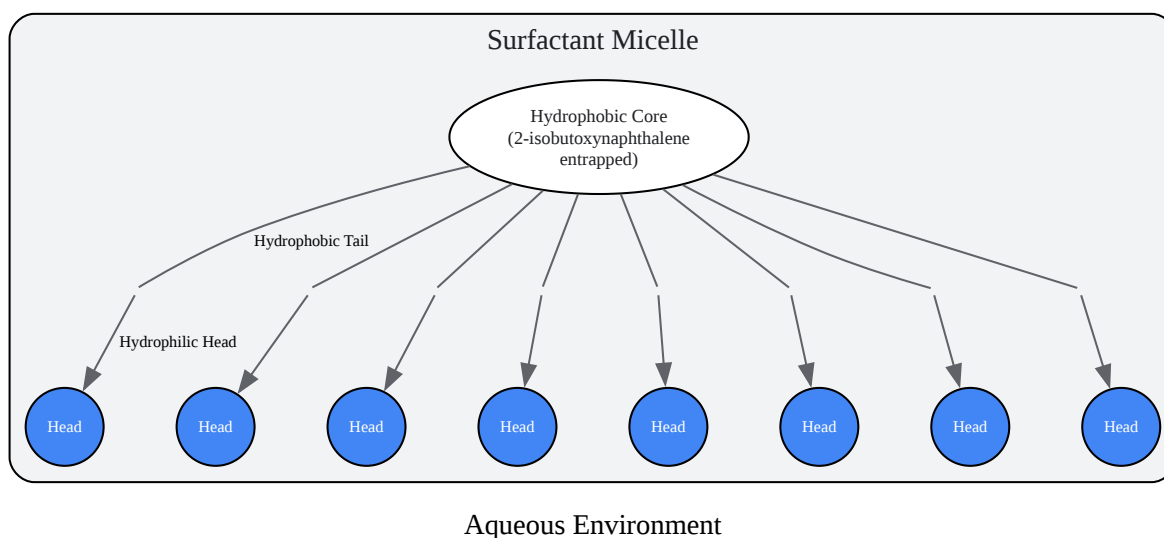 Surfactant Micelle
Hydrophobic Core
(2-isobutoxynaphthalene
entrapped)
Hydrophobic Tail
Hydrophilic Head
Head
Head
Head
Head
Head
Head
Head
Head
Aqueous Environment